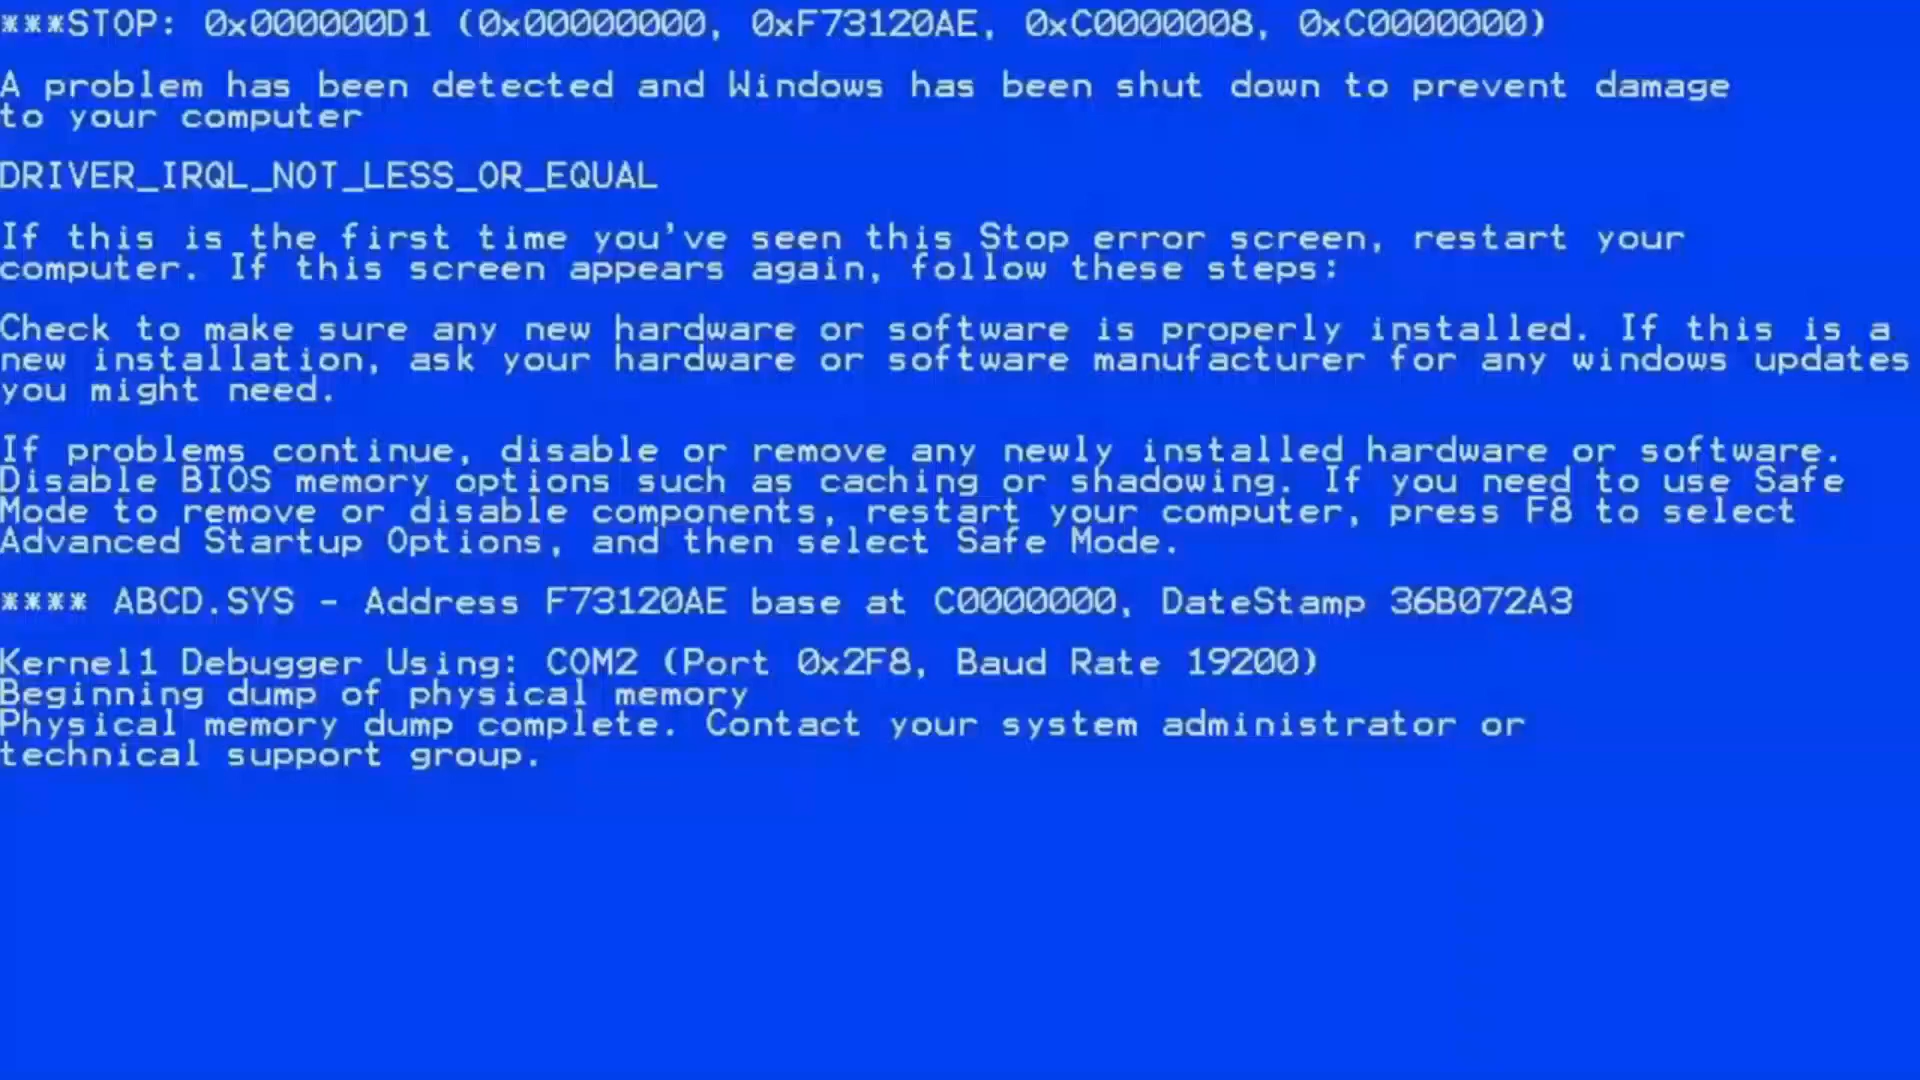 ***STOP: 0x000000D1 (0x00000000, 0xF73120AE, 0xC0000008, 0xC0000000)
A problem has been detected and Windows has been shut down to prevent damage
to your computer
DRIVER_IRQL_NOT_LESS_OR_EQUAL
If this is the first time you've seen this Stop error screen, restart your
computer. If this screen appears again, follow these steps:
Check to make sure any new hardware or software is properly installed. If this is a
new installation, ask your hardware or software manufacturer for any windows updates
you might need.
If problems continue, disable or remove any newly installed hardware or software.
Disable BIOS memory options such as caching or shadowing. If you need to use Safe
Mode to remove or disable components, restart your computer, press F8 to select
Advanced Startup Options, and then select Safe Mode.
**** ABCD.SYS - Address F73120AE base at C0000000, DateStamp 36B072A3
Kernel1 Debugger Using: COM2 (Port 0x2F8, Baud Rate 19200)
Beginning dump of physical memory
Physical memory dump complete. Contact your system administrator or
technical support group.